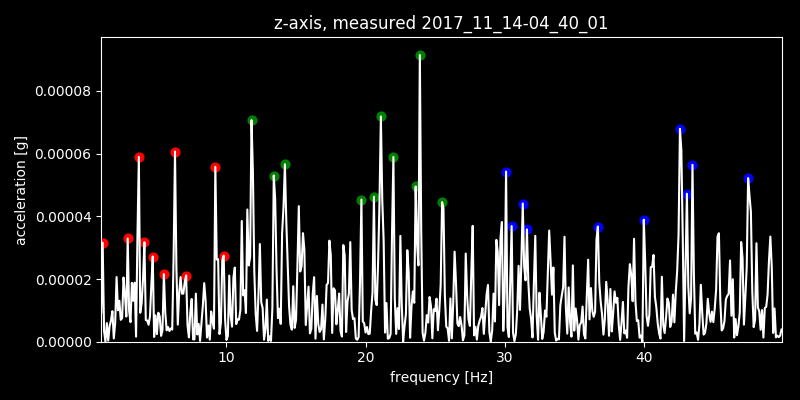 z-axis, measured 2017_11_14-04_40_01
0.00008
0.00006
0.00004
0.00002
0.00000
acceleration [g]
10 20 30 40
frequency [Hz]